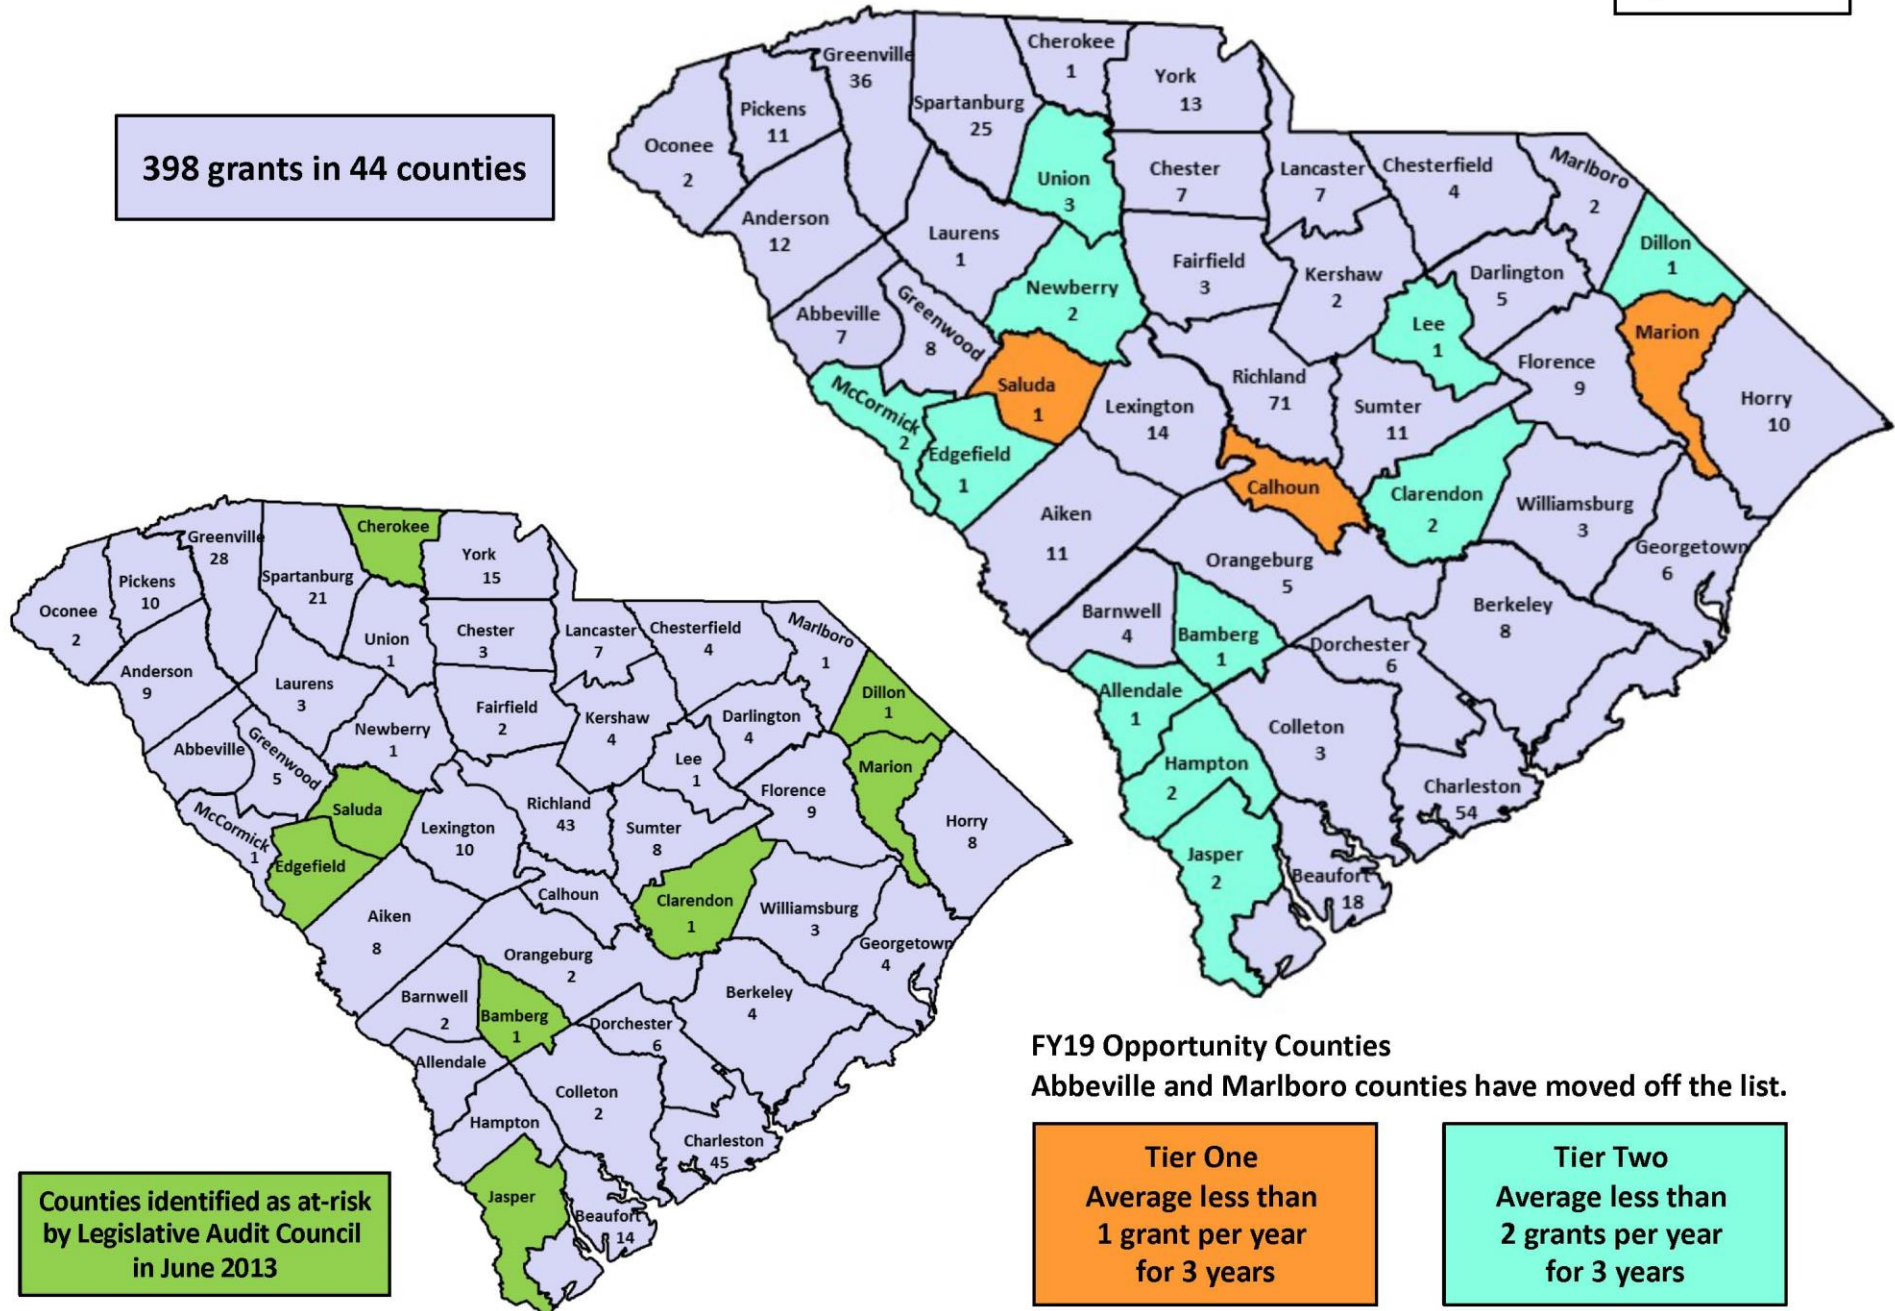 398 grants in 44 counties
Greenville
36
Spartanburg
25
Cherokee
1
York
13
Pickens
11
Oconee
2
Union
3
Chester
7
Lancaster
7
Chesterfield
4
Marlboro
2
Anderson
12
Laurens
1
Dillon
1
Fairfield
3
Kershaw
2
Darlington
5
Newberry
2
Abbeville
7
Greenwood
8
Lee
1
Marion
Florence
9
Saluda
1
Richland
71
McCormick
2
Lexington
14
Sumter
11
Horry
10
Edgefield
1
Calhoun
Clarendon
2
Williamsburg
3
Aiken
11
Orangeburg
5
Georgetown
6
Barnwell
4
Bamberg
1
Berkeley
8
Dorchester
6
Allendale
1
Colleton
3
Hampton
2
Charleston
54
Jasper
2
Beaufort
18
Cherokee
Greenville
28
York
15
Spartanburg
21
Pickens
10
Oconee
2
Union
1
Chester
3
Lancaster
7
Chesterfield
4
Marlboro
1
Anderson
9
Laurens
3
Dillon
1
Fairfield
2
Kershaw
4
Darlington
4
Newberry
1
Abbeville
Greenwood
5
Lee
1
Marion
Florence
9
Saluda
Richland
43
McCormick
1
Lexington
10
Sumter
8
Horry
8
Edgefield
Calhoun
Clarendon
1
Williamsburg
3
Aiken
8
Georgetown
4
Orangeburg
2
Barnwell
2
Bamberg
1
Berkeley
4
Dorchester
6
Allendale
Colleton
2
Hampton
Charleston
45
Jasper
Beaufort
14
Counties identified as at-risk
by Legislative Audit Council
in June 2013
FY19 Opportunity Counties
Abbeville and Marlboro counties have moved off the list.
Tier One
Average less than
1 grant per year
for 3 years
Tier Two
Average less than
2 grants per year
for 3 years